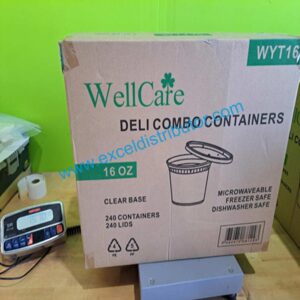 WYT16
WellCare
DELI COMBO CONTAINERS
www.exceldistributor.com
16 OZ
CLEAR BASE
MICROWAVEABLE
FREEZER SAFE
DISHWASHER SAFE
240 CONTAINERS
240 LIDS